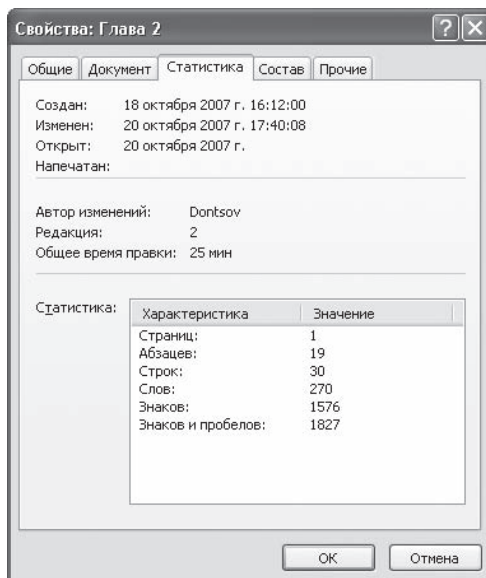 Свойства: Глава 2
Общие Документ Статистика Состав Прочие
Создан: 18 октября 2007 г. 16:12:00
Изменен: 20 октября 2007 г. 17:40:08
Открыт: 20 октября 2007 г.
Напечатан:
Автор изменений: Dontsov
Редакция: 2
Общее время правки: 25 мин
Статистика:
Характеристика Значение
Страниц: 1
Абзацев: 19
Строк: 30
Слов: 270
Знаков: 1576
Знаков и пробелов: 1827
OK Отмена